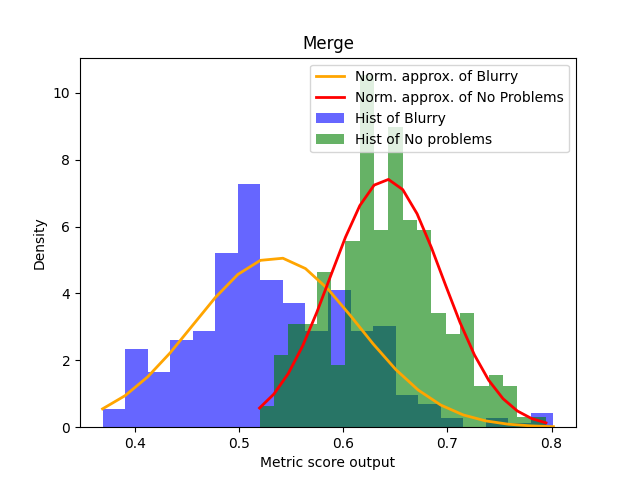 Merge
Norm. approx. of Blurry
Norm. approx. of No Problems
Hist of Blurry
Hist of No problems
Density
10
8
6
4
2
0
0.4 0.5 0.6 0.7 0.8
Metric score output